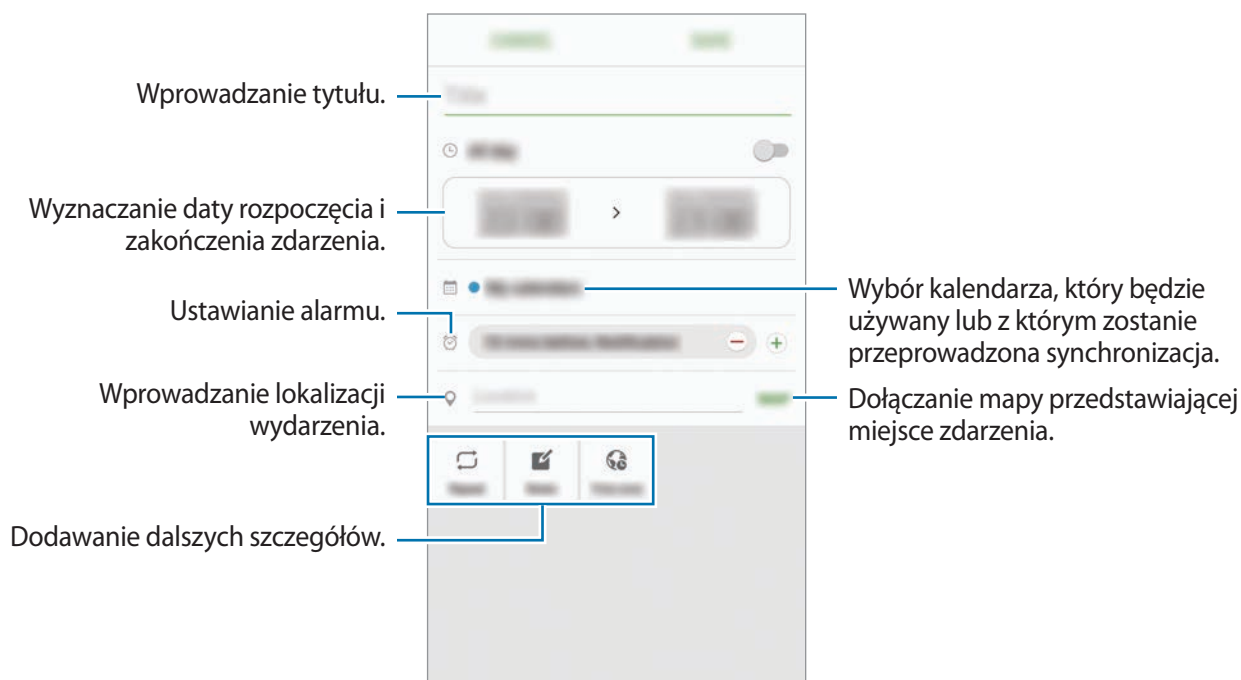 Wprowadzanie tytułu.
Wyznaczanie daty rozpoczęcia i
zakończenia zdarzenia.
Ustawianie alarmu.
Wprowadzanie lokalizacji
wydarzenia.
Dodawanie dalszych szczegółów.
Wybór kalendarza, który będzie
używany lub z którym zostanie
przeprowadzona synchronizacja.
Dołączanie mapy przedstawiającej
miejsce zdarzenia.